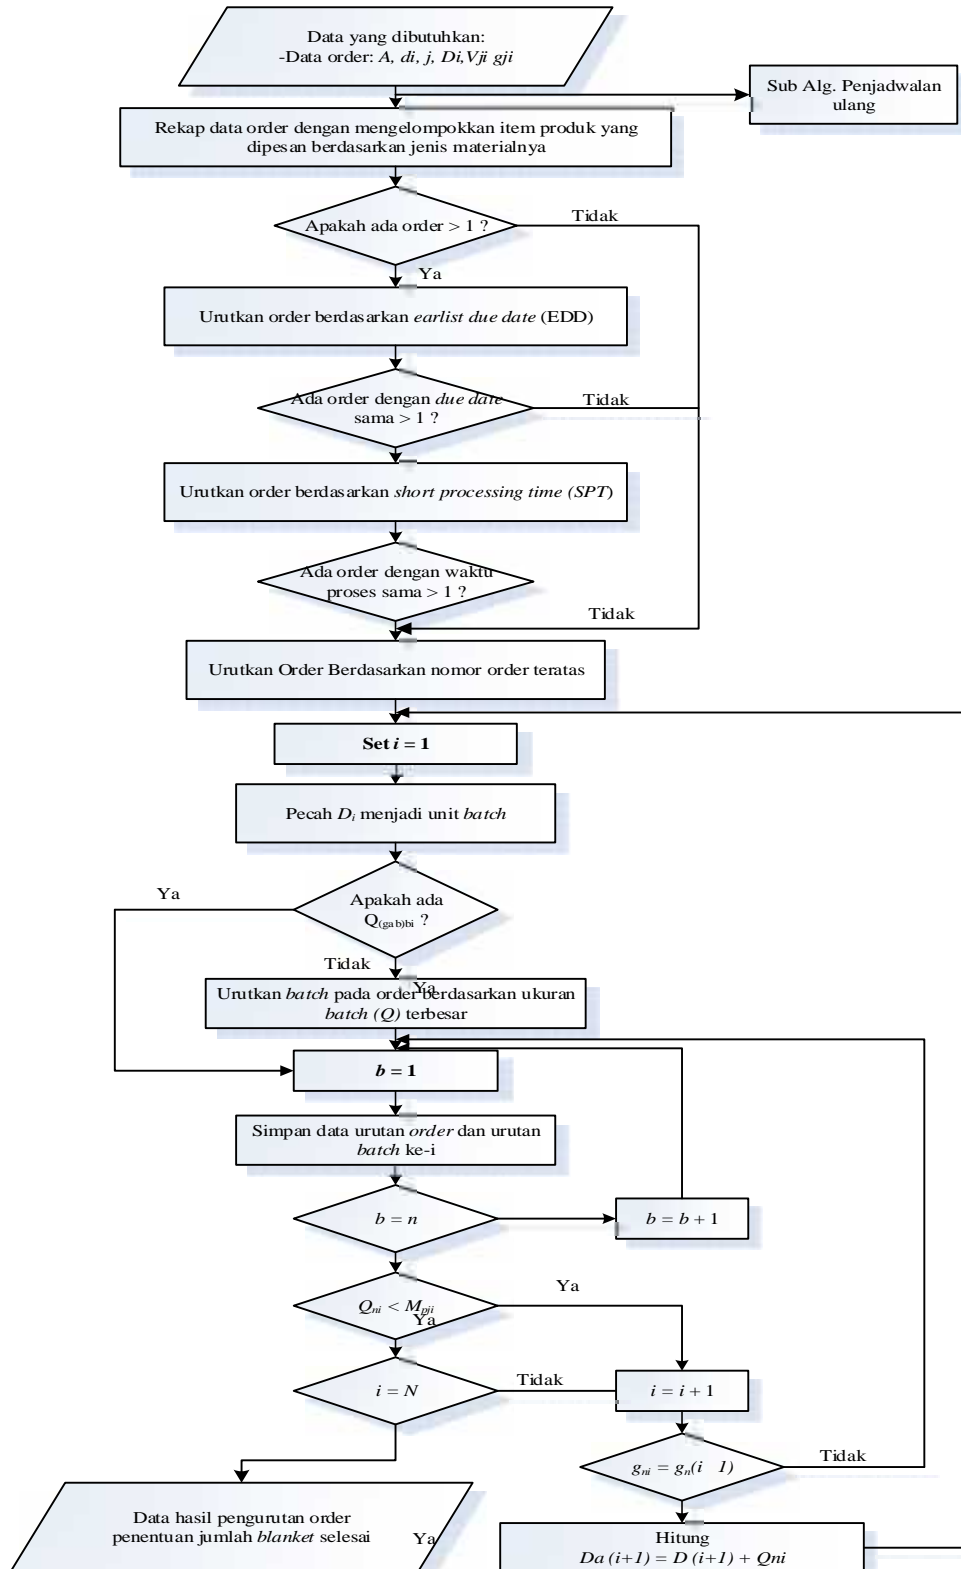 Data yang dibutuhkan:
-Data order: A, di, j, Di,Vji gji
Sub Alg. Penjadwalan
ulang
Rekap data order dengan mengelompokkan item produk yang
dipesan berdasarkan jenis materialnya
Apakah ada order > 1 ?
Tidak
Ya
Urutkan order berdasarkan earlist due date (EDD)
Ada order dengan due date
sama > 1 ?
Tidak
Urutkan order berdasarkan short processing time (SPT)
Ada order dengan waktu
proses sama > 1 ?
Tidak
Urutkan Order Berdasarkan nomor order teratas
Set i = 1
Pecah Di menjadi unit batch
Ya
Apakah ada
Q(gab)bi ?
Tidak
Ya
Urutkan batch pada order berdasarkan ukuran
batch (Q) terbesar
b = 1
Simpan data urutan order dan urutan
batch ke-i
b = n
b = b + 1
Qni < Mpji
Ya
Ya
i = N
Tidak
i = i + 1
gni = gn(i 1)
Tidak
Data hasil pengurutan order
penentuan jumlah blanket selesai
Ya
Hitung
Da (i+1) = D (i+1) + Qni